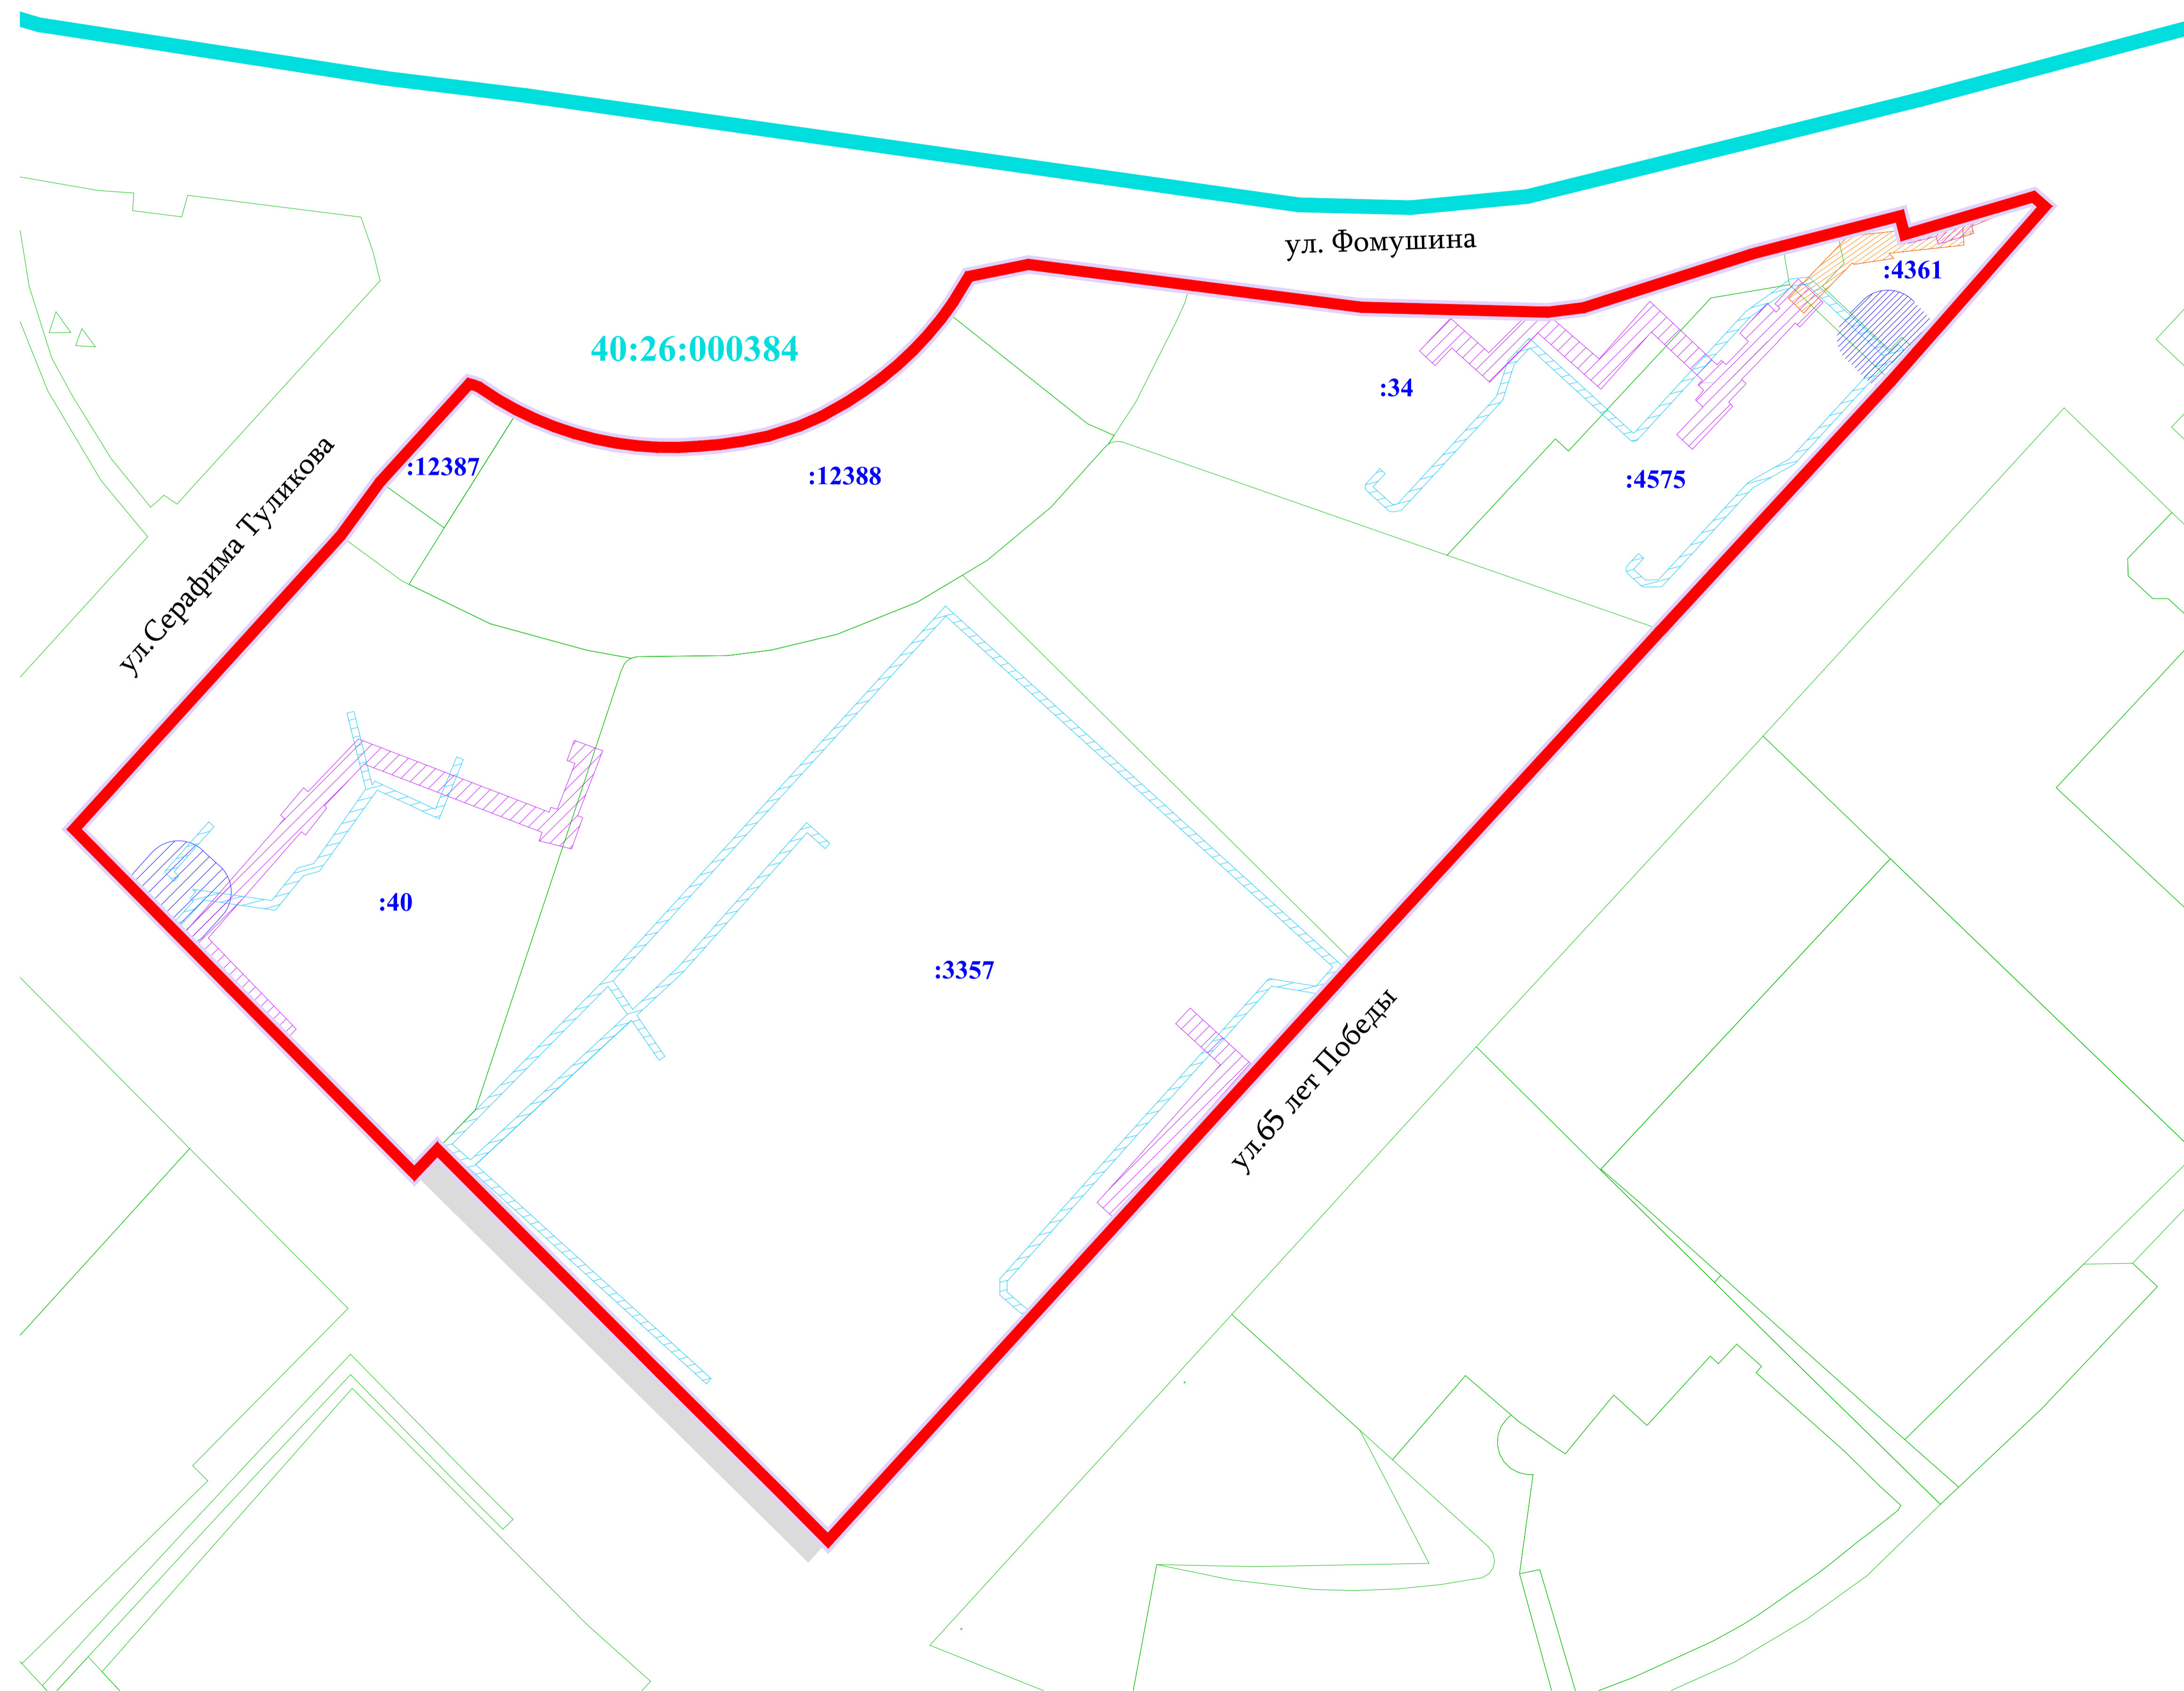 ул. Фомушина
:4361
40:26:000384
:34
:12387
:12388
:4575
ул.Серафима Туликова
:40
:3357
ул.65 лет Победы